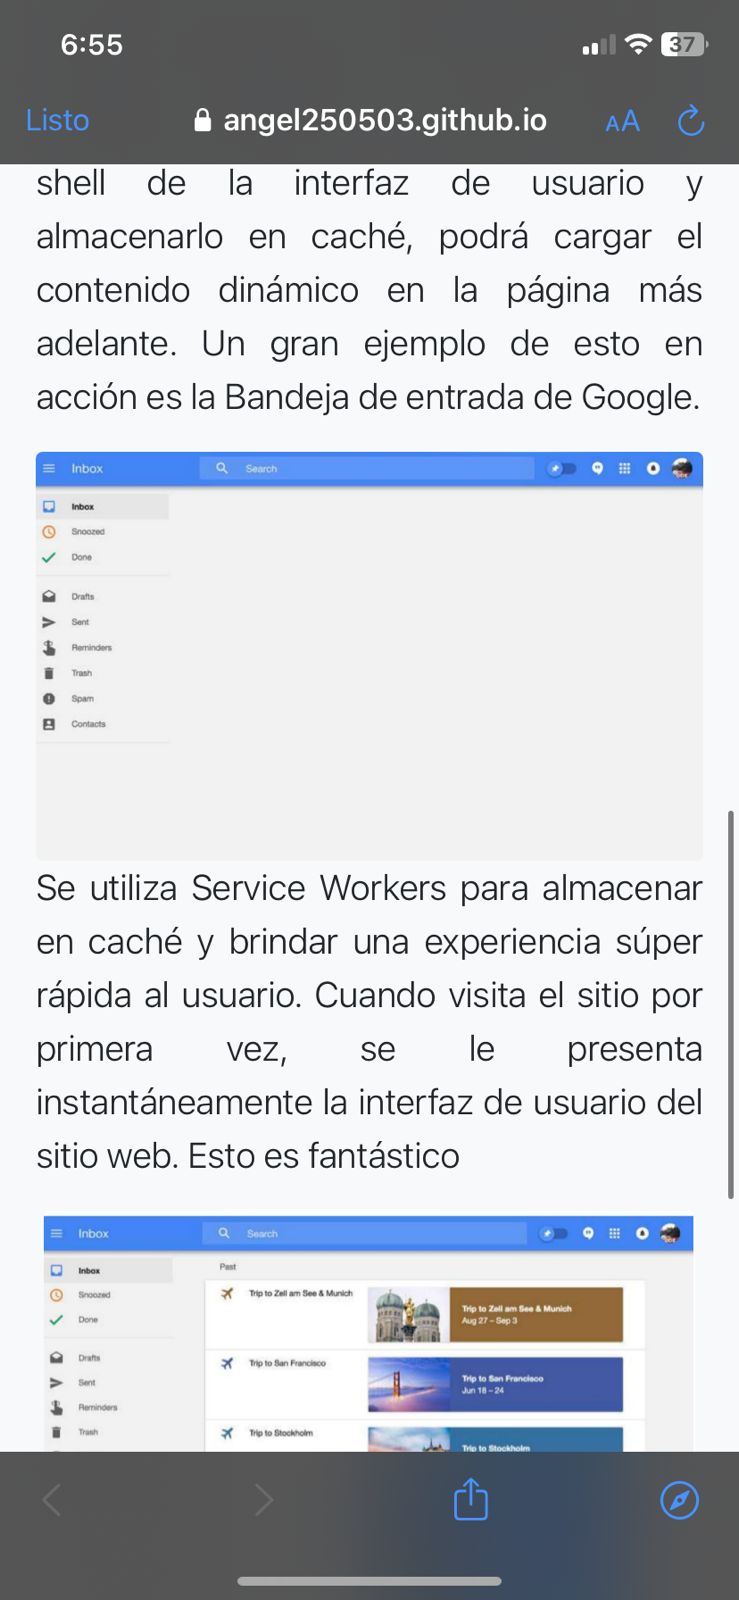 6:55
37
Listo
angel250503.github.io
AA
shell de la interfaz de usuario y
almacenarlo en caché, podrá cargar el
contenido dinámico en la página más
adelante. Un gran ejemplo de esto en
acción es la Bandeja de entrada de Google.
Inbox
Search
Inbox
Snoozed
Done
Drafts
Sent
Reminders
Trash
Spam
Contacts
Se utiliza Service Workers para almacenar
en caché y brindar una experiencia súper
rápida al usuario. Cuando visita el sitio por
primera vez, se le presenta
instantáneamente la interfaz de usuario del
sitio web. Esto es fantástico
Inbox
Search
Inbox
Snoozed
Done
Drafts
Sent
Reminders
Trash
Past
Trip to Zell am See & Munich
Trip to Zell am See & Munich
Aug 27 – Sep 3
Trip to San Francisco
Trip to San Francisco
Jun 18 – 24
Trip to Stockholm
Trip to Stockholm